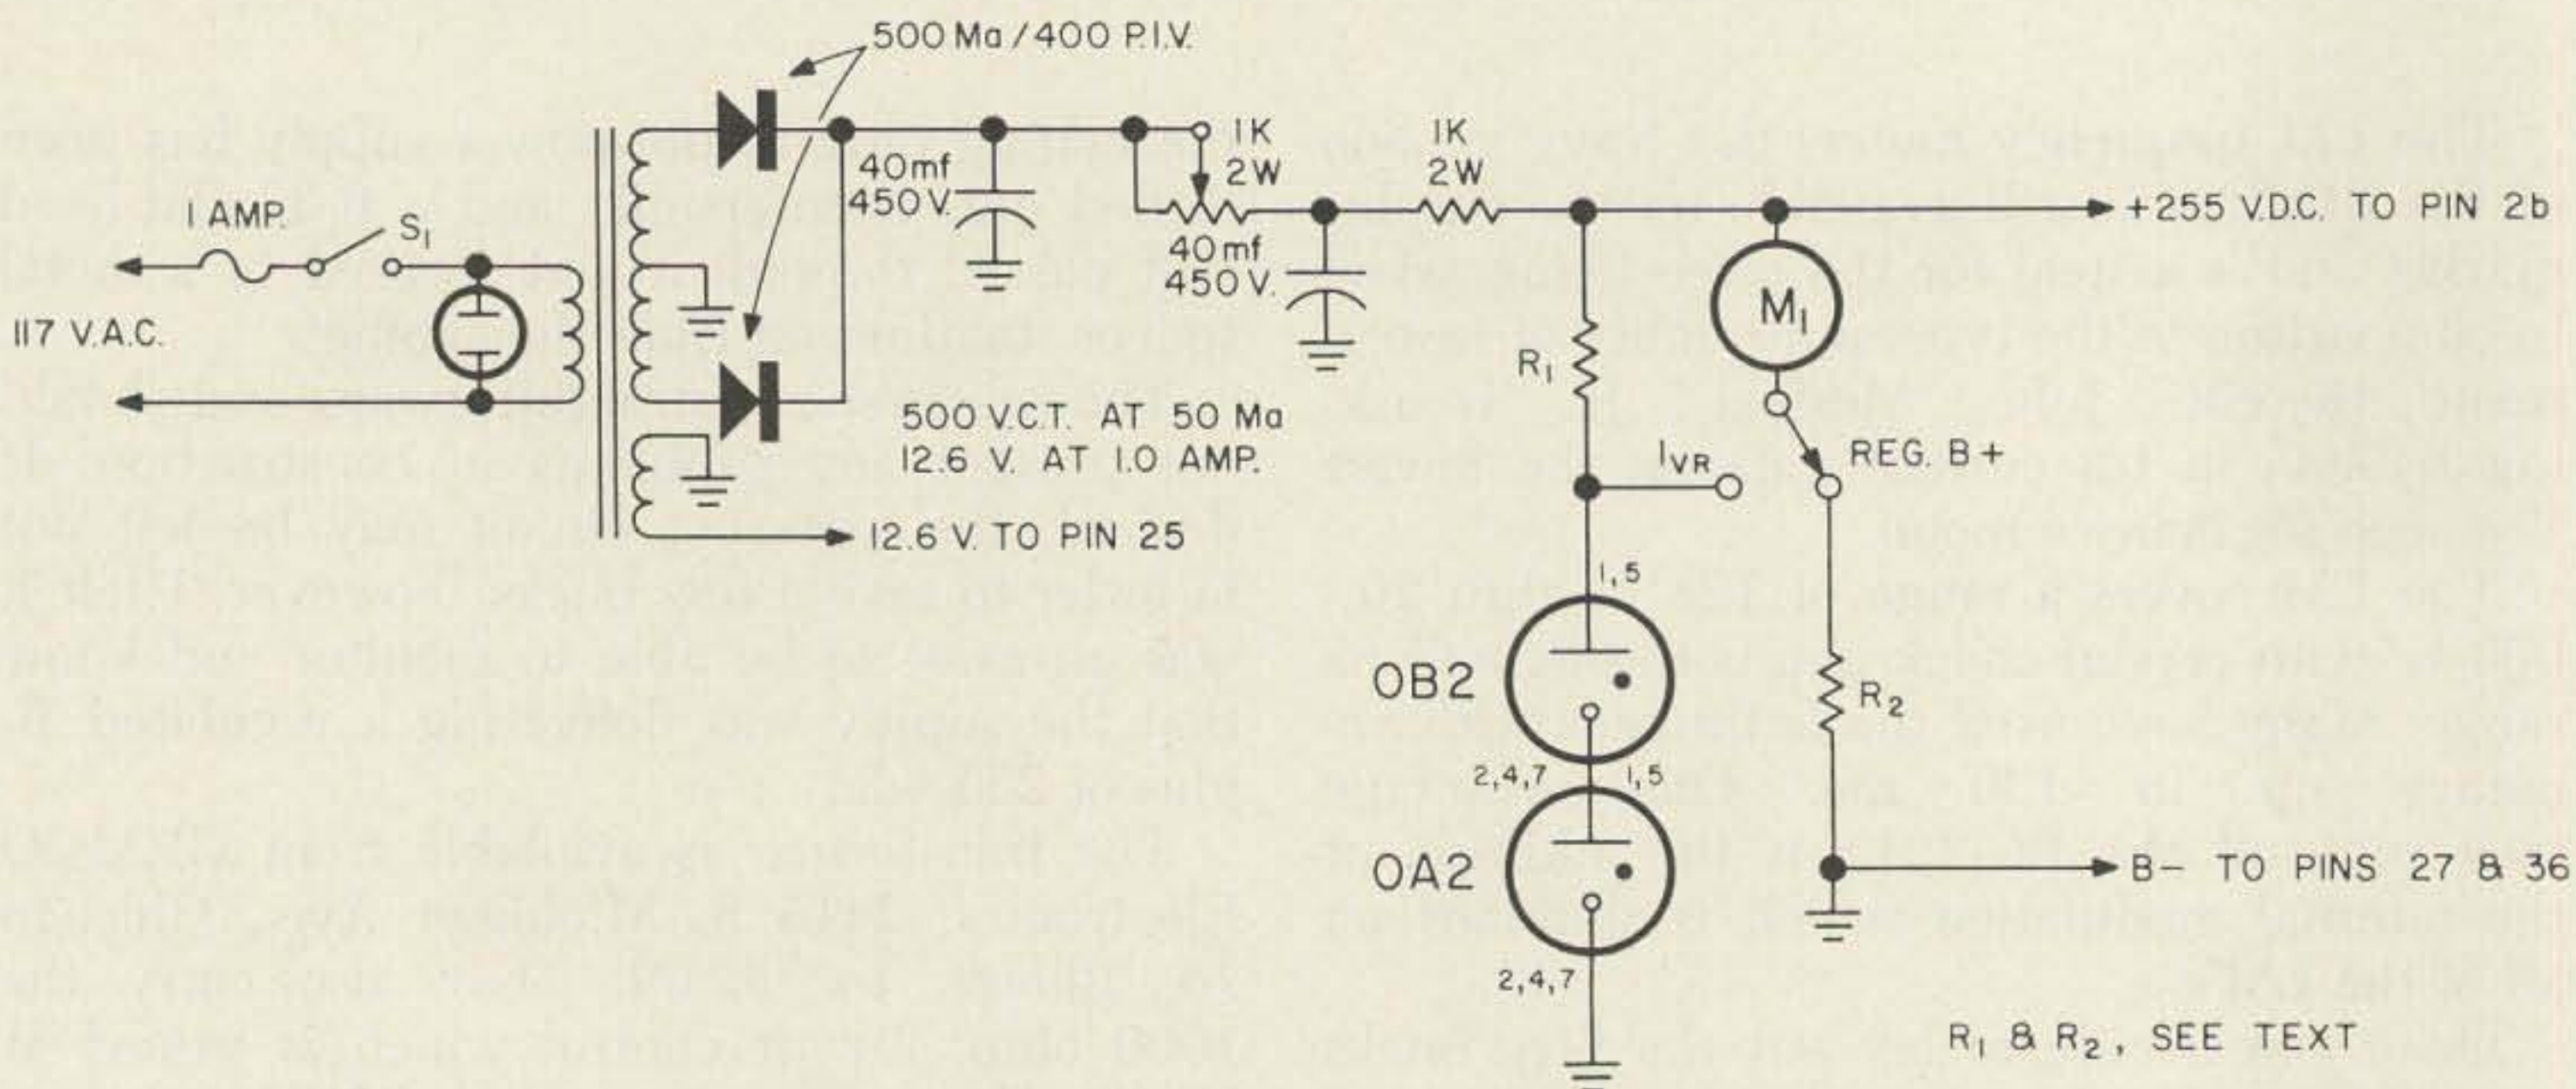 500 Ma / 400 P.I.V.
1K
2W
1K
2W
40mf
450 V.
1 AMP.
S1
+255 V.D.C. TO PIN 2b
40mf
450 V.
117 V.A.C.
M1
R1
500 V.C.T. AT 50 Ma
12.6 V. AT 1.0 AMP.
IVR
REG. B+
12.6 V. TO PIN 25
1,5
OB2
R2
2,4,7
1,5
OA2
B- TO PINS 27 & 36
2,4,7
R1 & R2, SEE TEXT